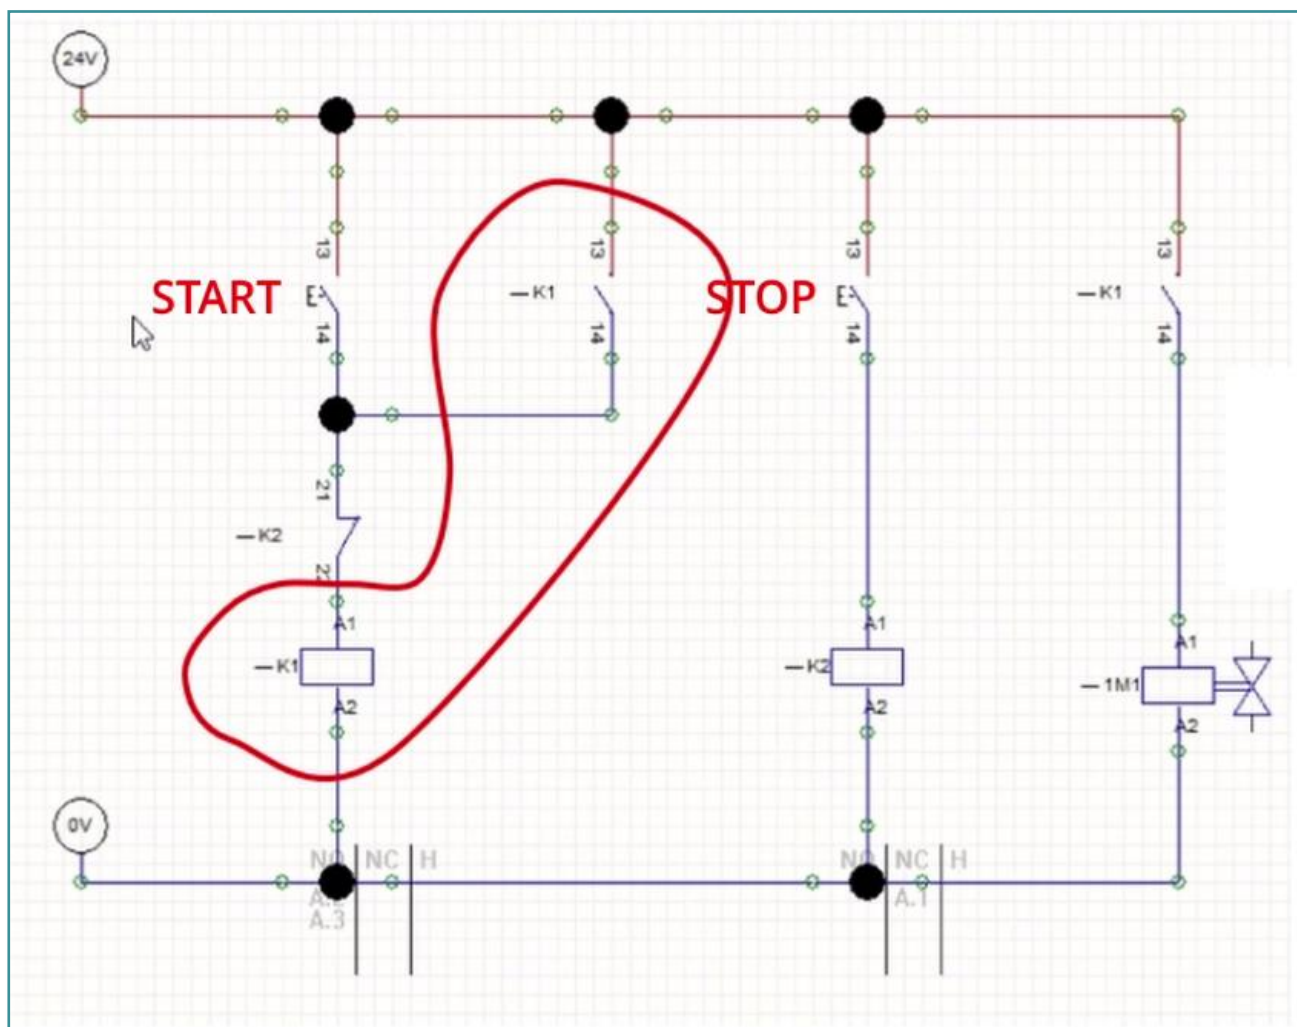 24V
13
13
13
13
START
E
—K1
STOP
E
—K1
14
14
14
14
21
—K2
22
A1
A1
A1
—K1
—K2
—1M1
A2
A2
A2
0V
NO NC H
NO NC H
A.1
A.3